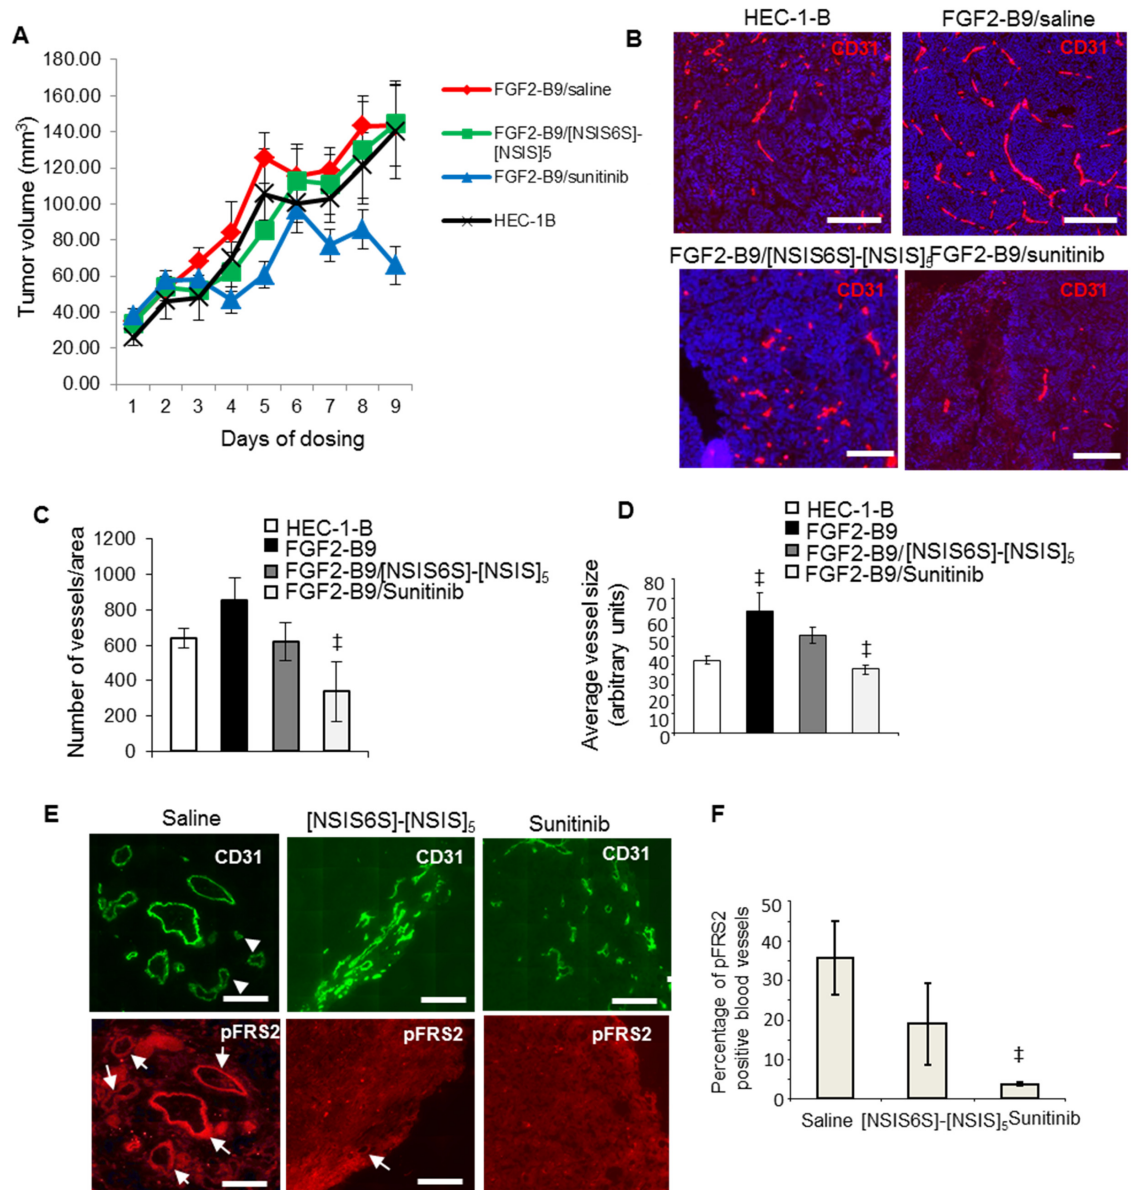 A
180.00
160.00
140.00
120.00
100.00
80.00
60.00
40.00
20.00
0.00
Tumor volume (mm³)
1 2 3 4 5 6 7 8 9
Days of dosing
FGF2-B9/saline
FGF2-B9/[NSIS6S]-
[NSIS]5
FGF2-B9/sunitinib
HEC-1B
B
HEC-1-B
FGF2-B9/saline
CD31
CD31
FGF2-B9/[NSIS6S]-[NSIS]5
FGF2-B9/sunitinib
CD31
CD31
C
HEC-1-B
FGF2-B9
FGF2-B9/[NSIS6S]-[NSIS]5
FGF2-B9/Sunitinib
1200
1000
800
600
400
200
0
Number of vessels/area
‡
D
HEC-1-B
FGF2-B9
FGF2-B9/[NSIS6S]-[NSIS]5
FGF2-B9/Sunitinib
80
70
60
50
40
30
20
10
0
Average vessel size
(arbitrary units)
‡
‡
E
Saline
[NSIS6S]-[NSIS]5
Sunitinib
CD31
CD31
CD31
pFRS2
pFRS2
pFRS2
F
50
40
30
20
10
0
Percentage of pFRS2
positive blood vessels
‡
Saline [NSIS6S]-[NSIS]5 Sunitinib